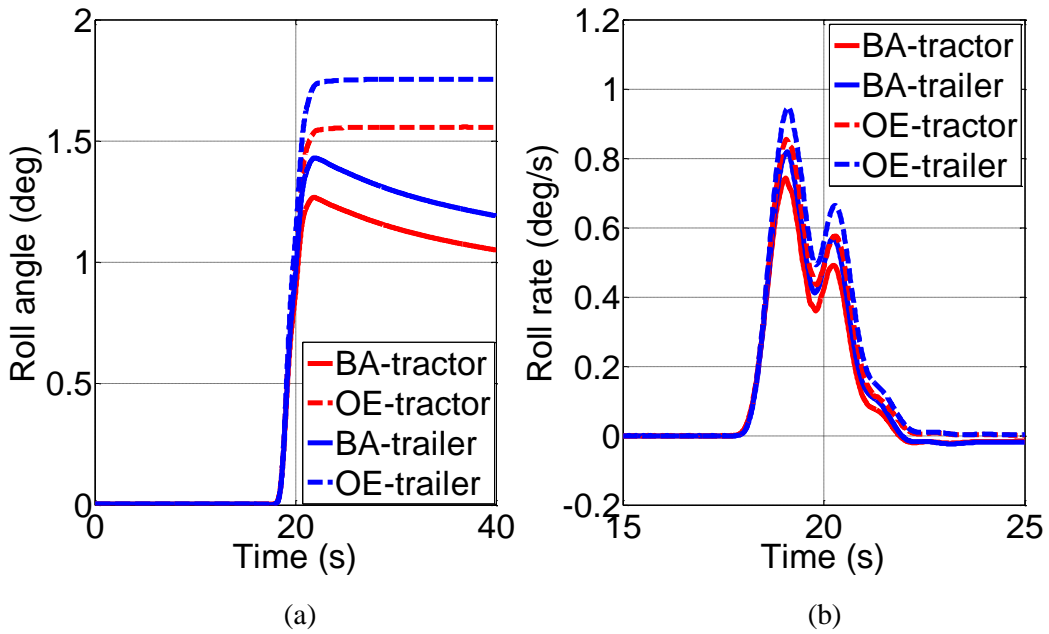 2
1.5
1
0.5
0
0
20
40
Roll angle (deg)
Time (s)
BA-tractor
OE-tractor
BA-trailer
OE-trailer
(a)
1.2
1
0.8
0.6
0.4
0.2
0
-0.2
15
20
25
Roll rate (deg/s)
Time (s)
BA-tractor
BA-trailer
OE-tractor
OE-trailer
(b)